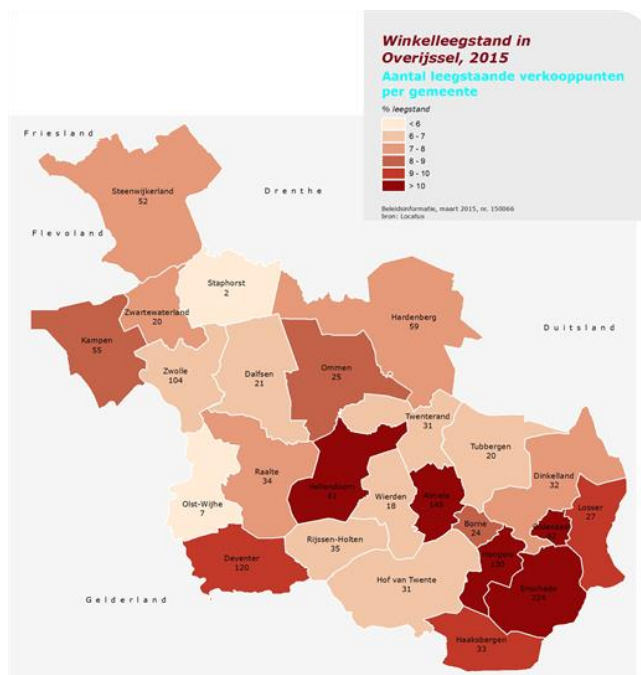 Winkelleegstand in
Overijssel, 2015
Aantal leegstaande verkooppunten
per gemeente
% leegstand
< 6
6 - 7
7 - 8
8 - 9
9 - 10
> 10
Beleidsinformatie, maart 2015, nr. 150066
bron: Locatus
Friesland
Steenwijkerland
52
Drenthe
Flevoland
Staphorst
2
Zwartewaterland
20
Hardenberg
59
Duitsland
Kampen
55
Zwolle
104
Dalfsen
21
Ommen
25
Twenterand
31
Tubbergen
20
Raalte
34
Hellendoorn
Dinkelland
32
Olst-Wijhe
7
Wierden
18
Almelo
Losser
27
Borne
24
Oldenzaal
Rijssen-Holten
35
Deventer
120
Hengelo
Hof van Twente
31
Enschede
Gelderland
Haaksbergen
33